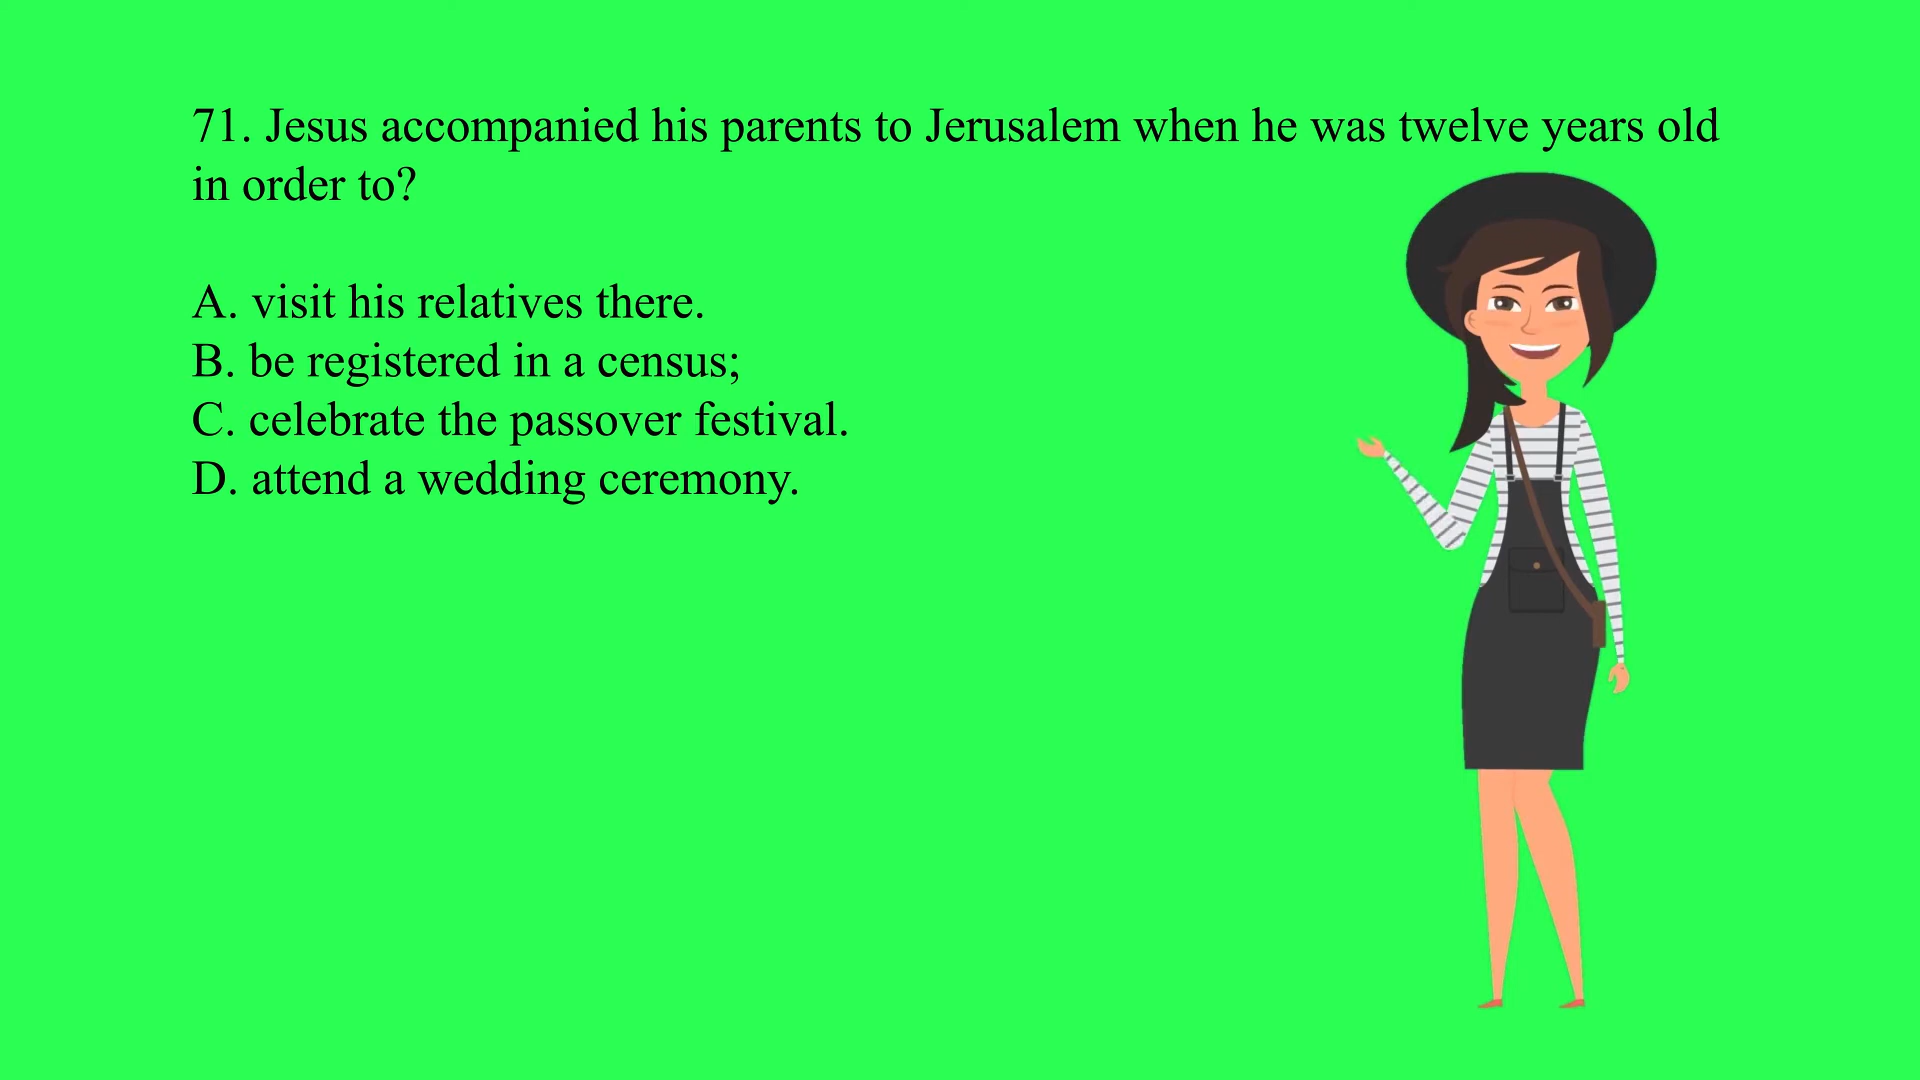 71. Jesus accompanied his parents to Jerusalem when he was twelve years old
in order to?
A. visit his relatives there.
B. be registered in a census;
C. celebrate the passover festival.
D. attend a wedding ceremony.